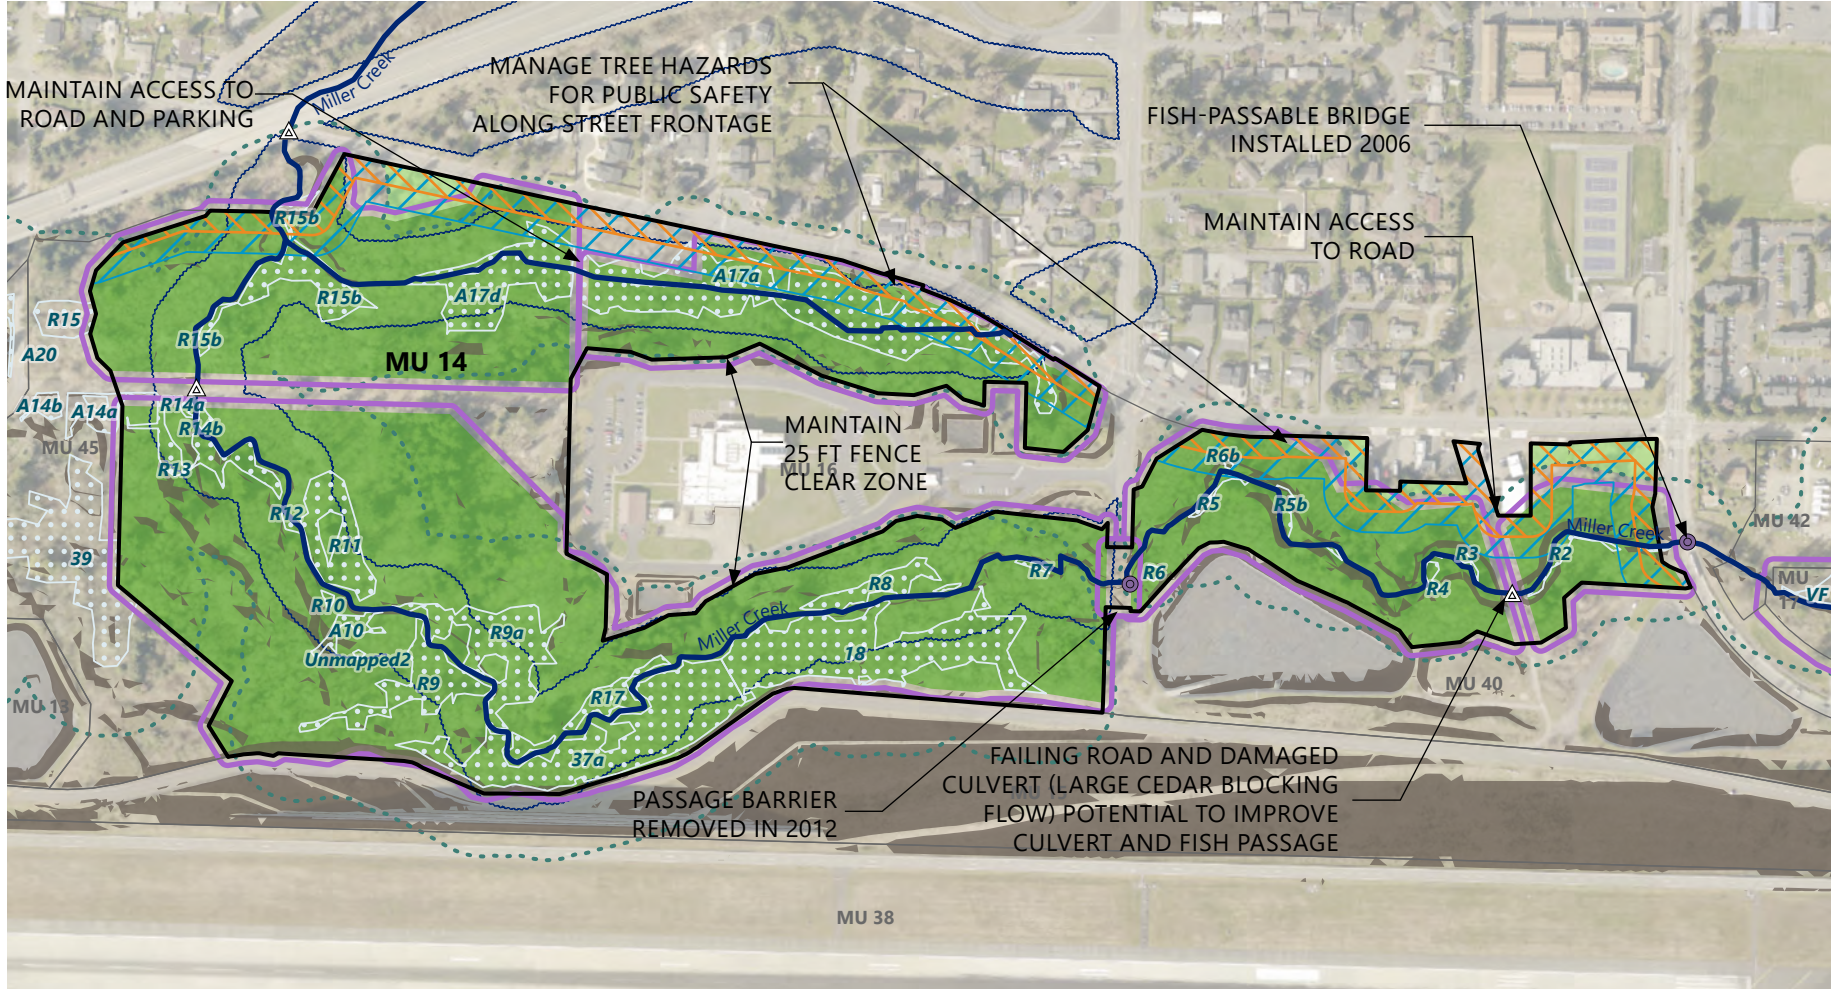 MAINTAIN ACCESS TO
ROAD AND PARKING
Miller Creek
MANAGE TREE HAZARDS
FOR PUBLIC SAFETY
ALONG STREET FRONTAGE
FISH-PASSABLE BRIDGE
INSTALLED 2006
MAINTAIN ACCESS
TO ROAD
R15b
R15b
A17d
A17a
R15
A20
R15b
MU 14
A14b
A14a
R14a
R14b
MU 45
R13
R12
R11
39
R10
A10
Unmapped2
R9a
R9
R17
37a
MU 13
MAINTAIN
25 FT FENCE
CLEAR ZONE
MU 16
R6b
R5
R5b
R7
R6
R8
R4
R3
R2
Miller Creek
MU 42
MU
17
VF
Miller Creek
18
MU 40
PASSAGE BARRIER
REMOVED IN 2012
FAILING ROAD AND DAMAGED
CULVERT (LARGE CEDAR BLOCKING
FLOW) POTENTIAL TO IMPROVE
CULVERT AND FISH PASSAGE
MU 38